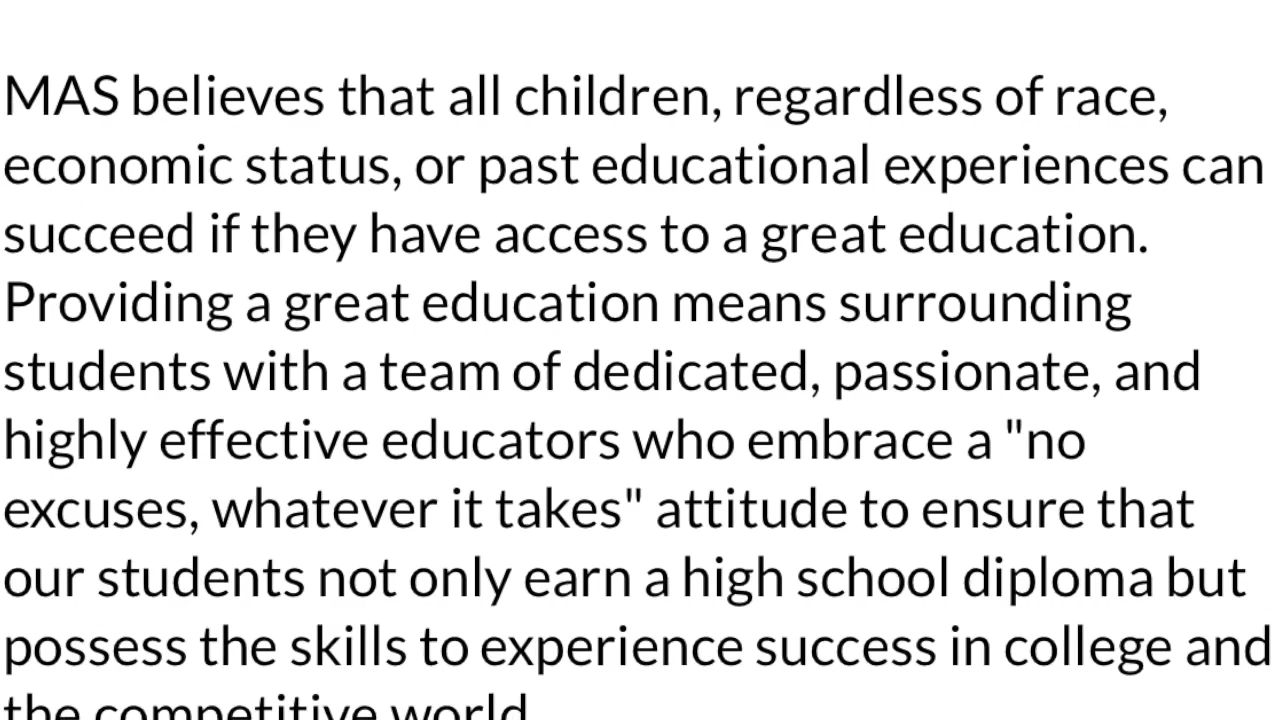 MAS believes that all children, regardless of race,
economic status, or past educational experiences can
succeed if they have access to a great education.
Providing a great education means surrounding
students with a team of dedicated, passionate, and
highly effective educators who embrace a "no
excuses, whatever it takes" attitude to ensure that
our students not only earn a high school diploma but
possess the skills to experience success in college and
the competitive world